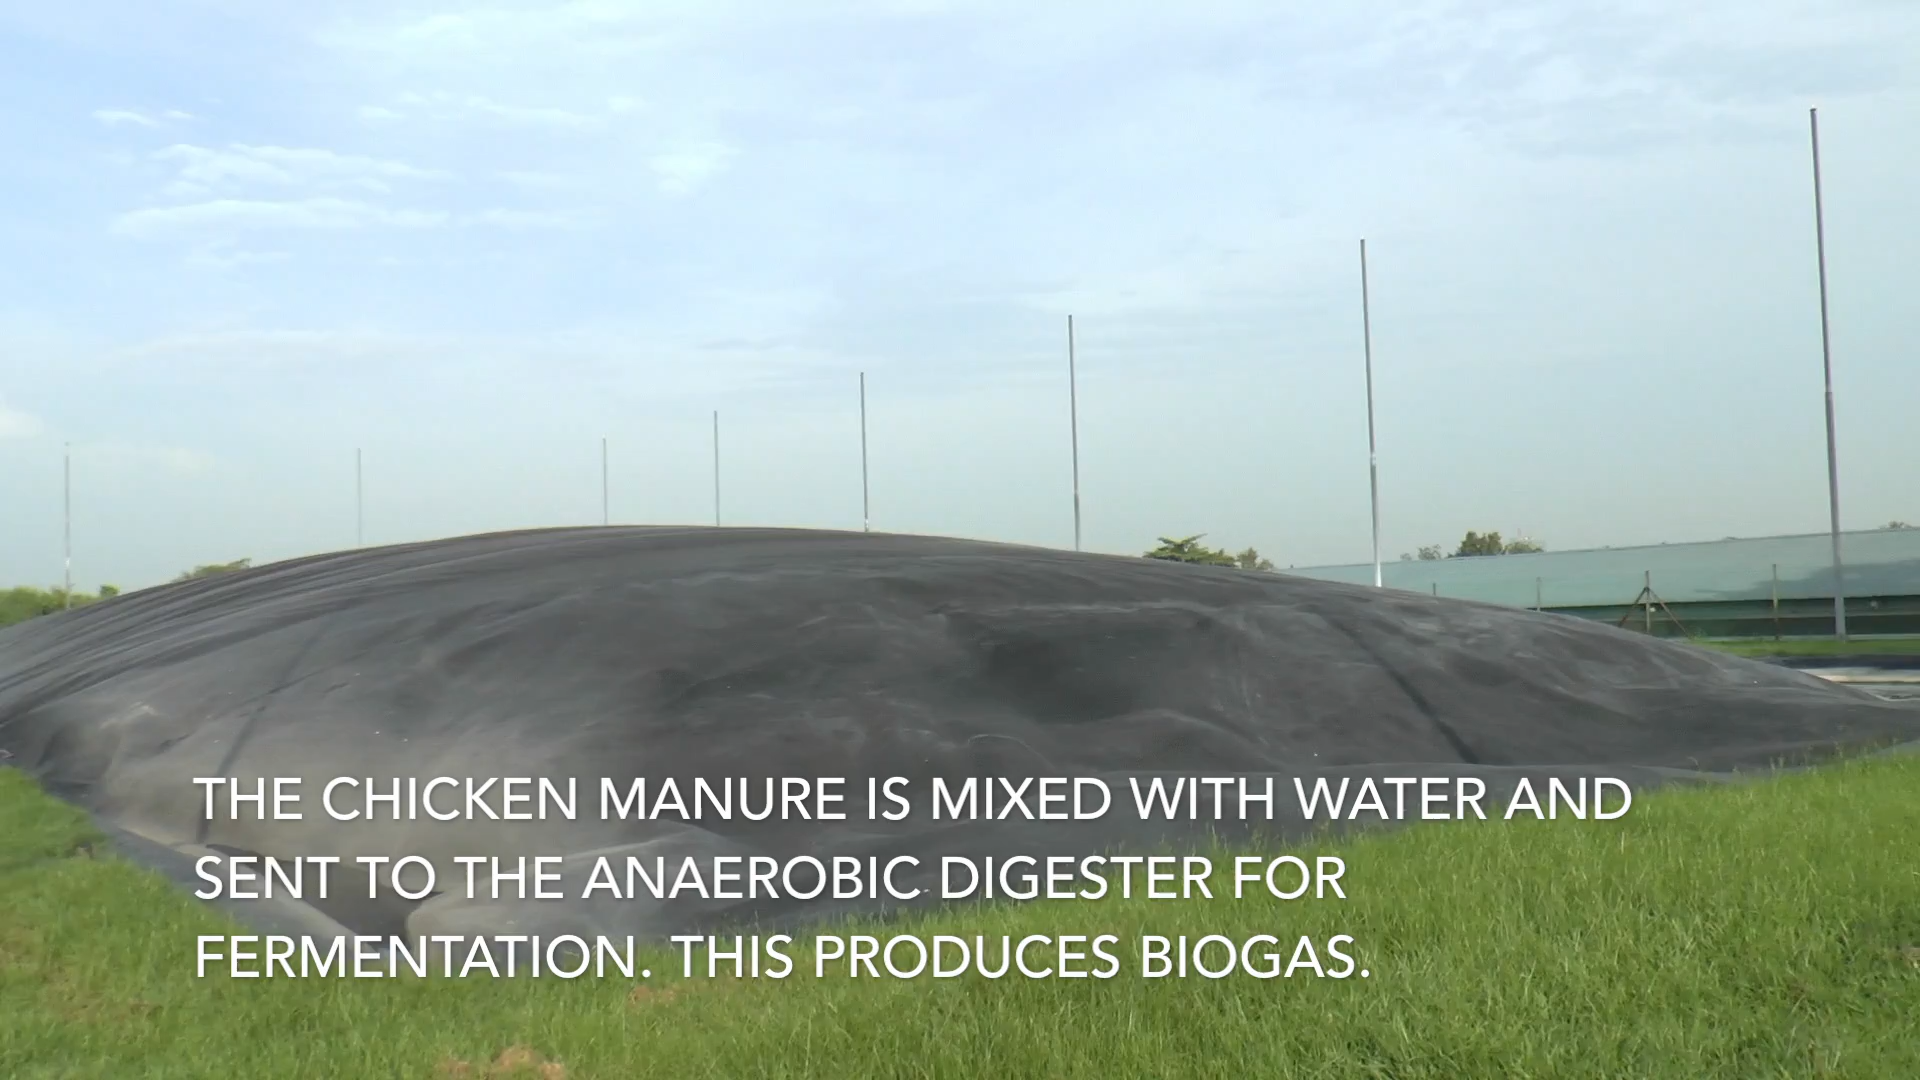 THE CHICKEN MANURE IS MIXED WITH WATER AND
SENT TO THE ANAEROBIC DIGESTER FOR
FERMENTATION. THIS PRODUCES BIOGAS.